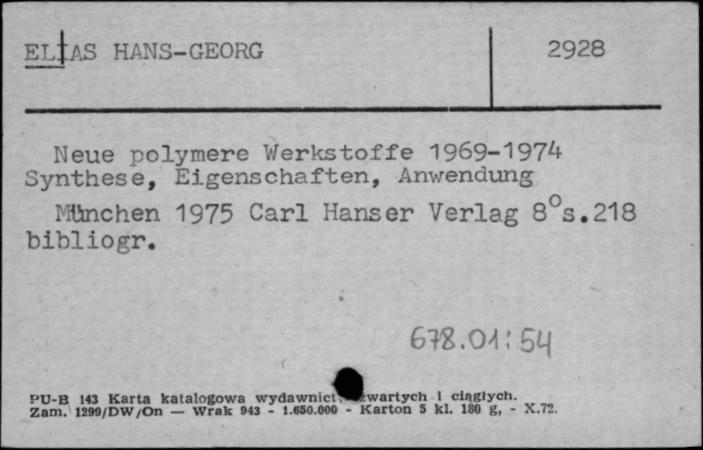 ELIAS HANS-GEORG 2928
Neue polymere Werkstoffe 1969-1974
Synthese, Eigenschaften, Anwendung
München 1975 Carl Hanser Verlag 8°s.218
bibliogr.
678.01:54
PU-B 143 Karta katalogowa wydawnict zwartych i ciągłych.
Zam. 1299/DW/On — Wrak 943 - 1.650.000 - Karton 5 kl. 180 g, - X.72.